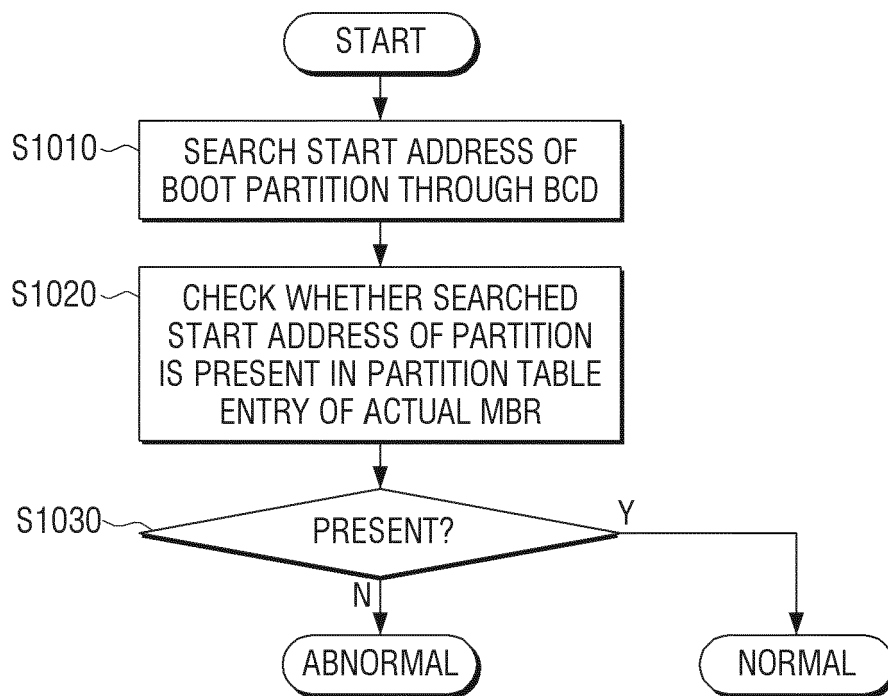 START
S1010
SEARCH START ADDRESS OF
BOOT PARTITION THROUGH BCD
S1020
CHECK WHETHER SEARCHED
START ADDRESS OF PARTITION
IS PRESENT IN PARTITION TABLE
ENTRY OF ACTUAL MBR
S1030
PRESENT?
Y
N
ABNORMAL
NORMAL